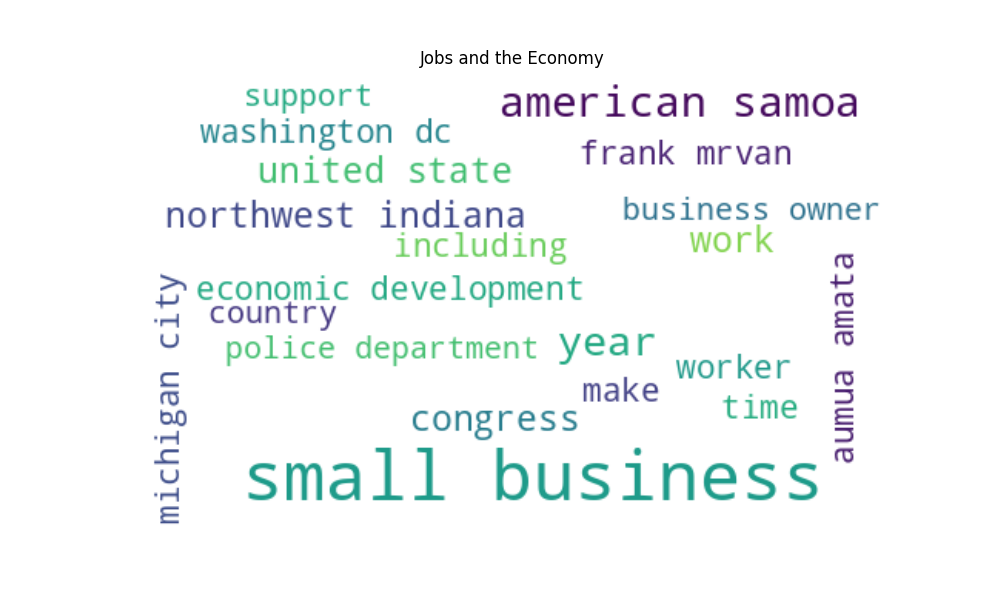 Jobs and the Economy
support
american samoa
washington dc
frank mrvan
united state
northwest indiana
business owner
including
work
economic development
country
police department
year
worker
make
time
congress
small business
michigan city
aumua amata